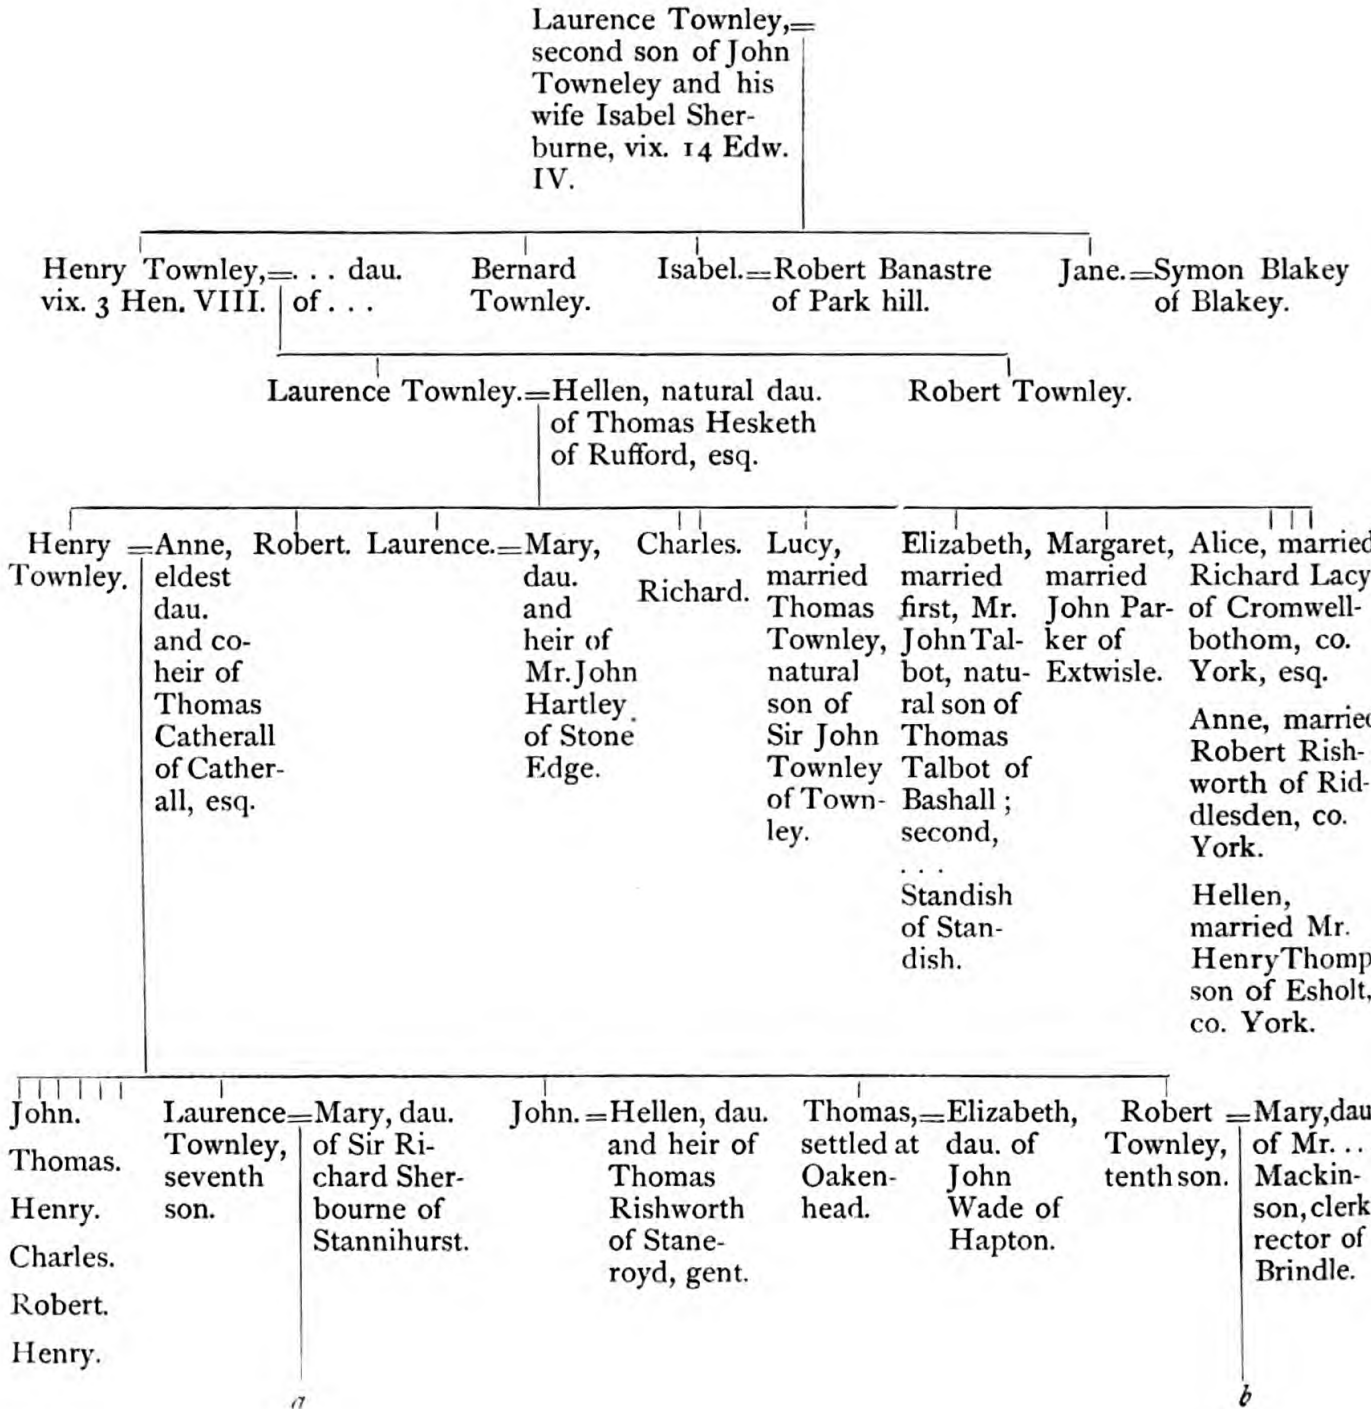 Laurence Townley,=
second son of John
Towneley and his
wife Isabel Sher-
burne, vix. 14 Edw.
IV.
Henry Townley,=. . . dau.
vix. 3 Hen. VIII. of . . .
Bernard
Townley.
Isabel.=Robert Banastre
of Park hill.
Jane.=Symon Blakey
of Blakey.
Laurence Townley.=Hellen, natural dau.
of Thomas Hesketh
of Rufford, esq.
Robert Townley.
Henry
Townley.
=Anne,
eldest
dau.
and co-
heir of
Thomas
Catherall
of Cather-
all, esq.
Robert.
Laurence.=Mary,
dau.
and
heir of
Mr. John
Hartley
of Stone
Edge.
Charles.
Richard.
Lucy,
married
Thomas
Townley,
natural
son of
Sir John
Townley
of Town-
ley.
Elizabeth,
married
first, Mr.
John Tal-
bot, natu-
ral son of
Thomas
Talbot of
Bashall ;
second,
. . .
Standish
of Stan-
dish.
Margaret,
married
John Par-
ker of
Extwisle.
Alice, married
Richard Lacy
of Cromwell-
bothom, co.
York, esq.
Anne, married
Robert Rish-
worth of Rid-
dlesden, co.
York.
Hellen,
married Mr.
Henry Thomp
son of Esholt,
co. York.
John.
Thomas.
Henry.
Charles.
Robert.
Henry.
Laurence
Townley,
seventh
son.
=Mary, dau.
of Sir Ri-
chard Sher-
bourne of
Stannihurst.
John.=Hellen, dau.
and heir of
Thomas
Rishworth
of Stane-
royd, gent.
Thomas,
settled at
Oaken-
head.
=Elizabeth,
dau. of
John
Wade of
Hapton.
Robert
Townley,
tenth son.
=Mary, dau
of Mr. . .
Mackin-
son, clerk
rector of
Brindle.
a
b